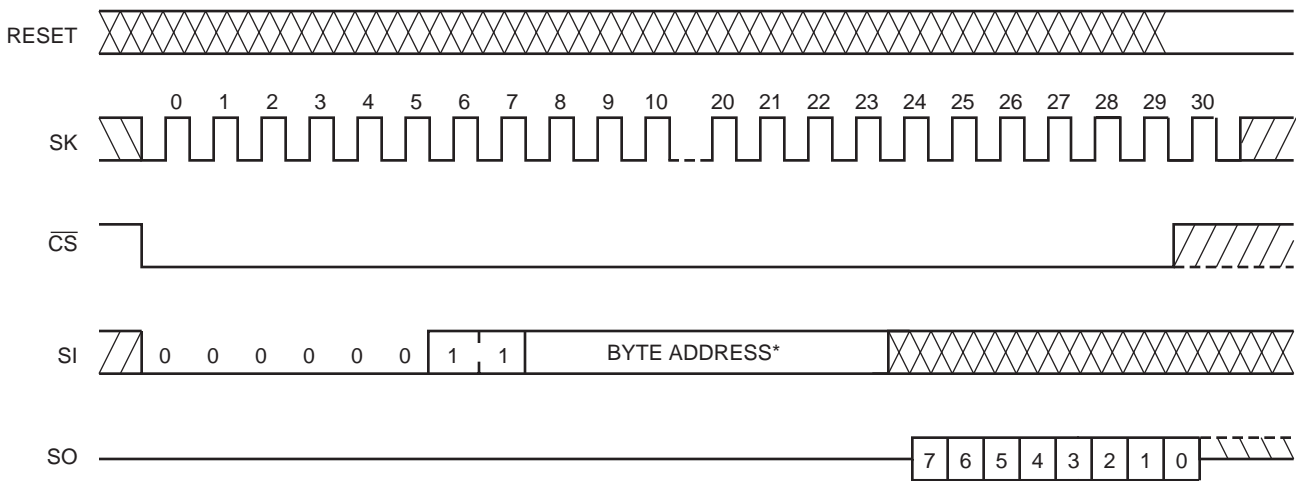 RESET
0 1 2 3 4 5 6 7 8 9 10 20 21 22 23 24 25 26 27 28 29 30
SK
CS
SI 0 0 0 0 0 0 1 1 BYTE ADDRESS*
SO 7 6 5 4 3 2 1 0